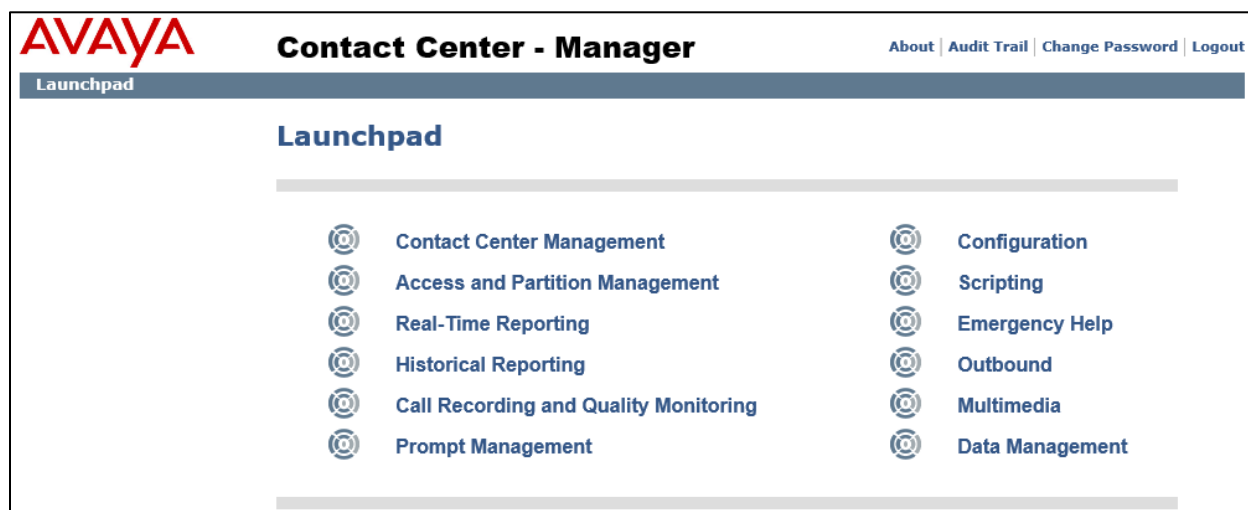 AVAYA
Contact Center - Manager
About | Audit Trail | Change Password | Logout
Launchpad
Launchpad
Contact Center Management
Configuration
Access and Partition Management
Scripting
Real-Time Reporting
Emergency Help
Historical Reporting
Outbound
Call Recording and Quality Monitoring
Multimedia
Prompt Management
Data Management